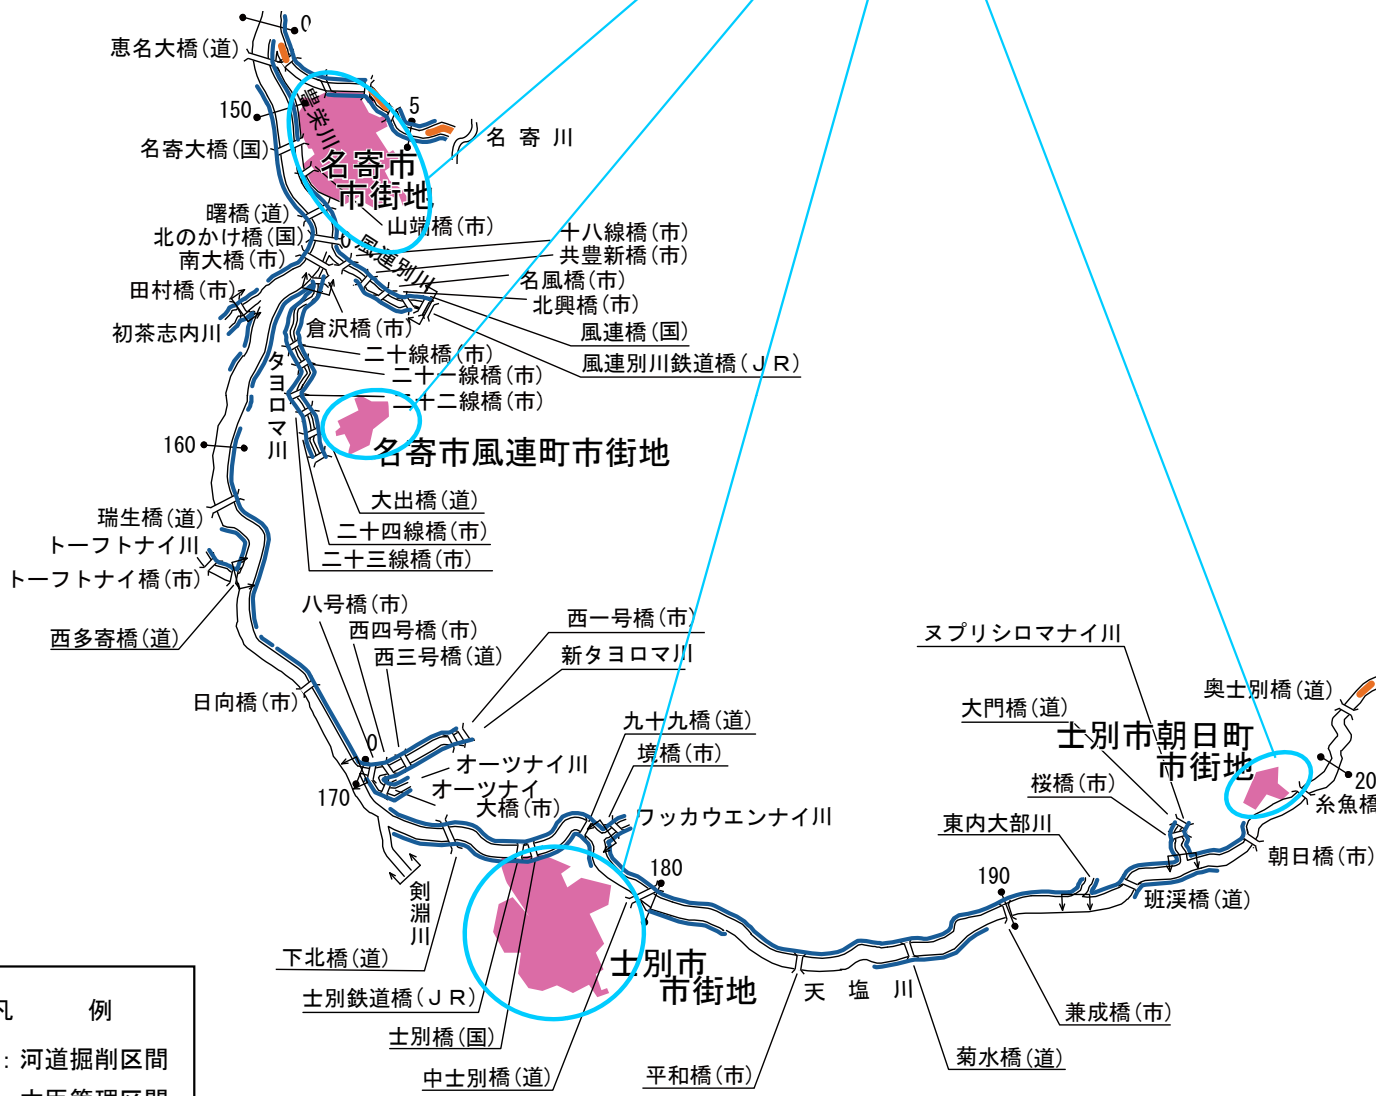 0
恵名大橋(道)
150
豊栄川
5
名寄川
名寄大橋(国)
名寄市
市街地
曙橋(道)
山端橋(市)
北のかけ橋(国)
0
風連別川
十八線橋(市)
南大橋(市)
共豊新橋(市)
名風橋(市)
田村橋(市)
北興橋(市)
初茶志内川
倉沢橋(市)
風連橋(国)
タヨロマ川
二十線橋(市)
風連別川鉄道橋(JR)
二十一線橋(市)
二十二線橋(市)
160
名寄市風連町市街地
大出橋(道)
瑞生橋(道)
二十四線橋(市)
トーフトナイ川
二十三線橋(市)
トーフトナイ橋(市)
八号橋(市)
西一号橋(市)
西多寄橋(道)
西四号橋(市)
西三号橋(道)
新タヨロマ川
ヌプリシロマナイ川
日向橋(市)
奥士別橋(道)
大門橋(道)
九十九橋(道)
士別市朝日町
市街地
0
境橋(市)
オーツナイ川
170
オーツナイ
大橋(市)
桜橋(市)
20
糸魚橋
ワッカウエンナイ川
東内大部川
朝日橋(市)
180
190
剣淵川
班渓橋(道)
下北橋(道)
士別市
市街地
天塩川
士別鉄道橋(JR)
兼成橋(市)
士別橋(国)
菊水橋(道)
中士別橋(道)
平和橋(市)
凡例
:河道掘削区間
大臣管理区間